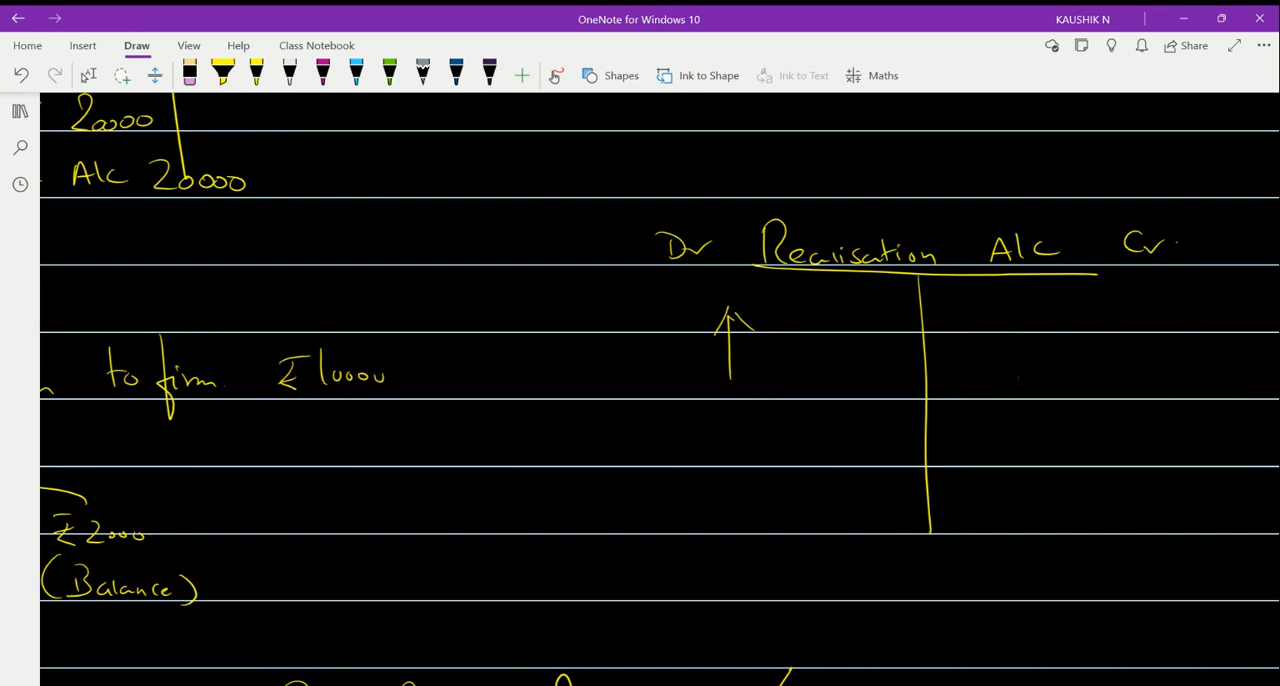 OneNote for Windows 10
KAUSHIK N
Home Insert Draw View Help Class Notebook
Share
Shapes Ink to Shape Ink to Text Maths
20000
A/c 20000
Dr Realisation A/c Cr.
to firm. ₹10000
₹2000
(Balance)